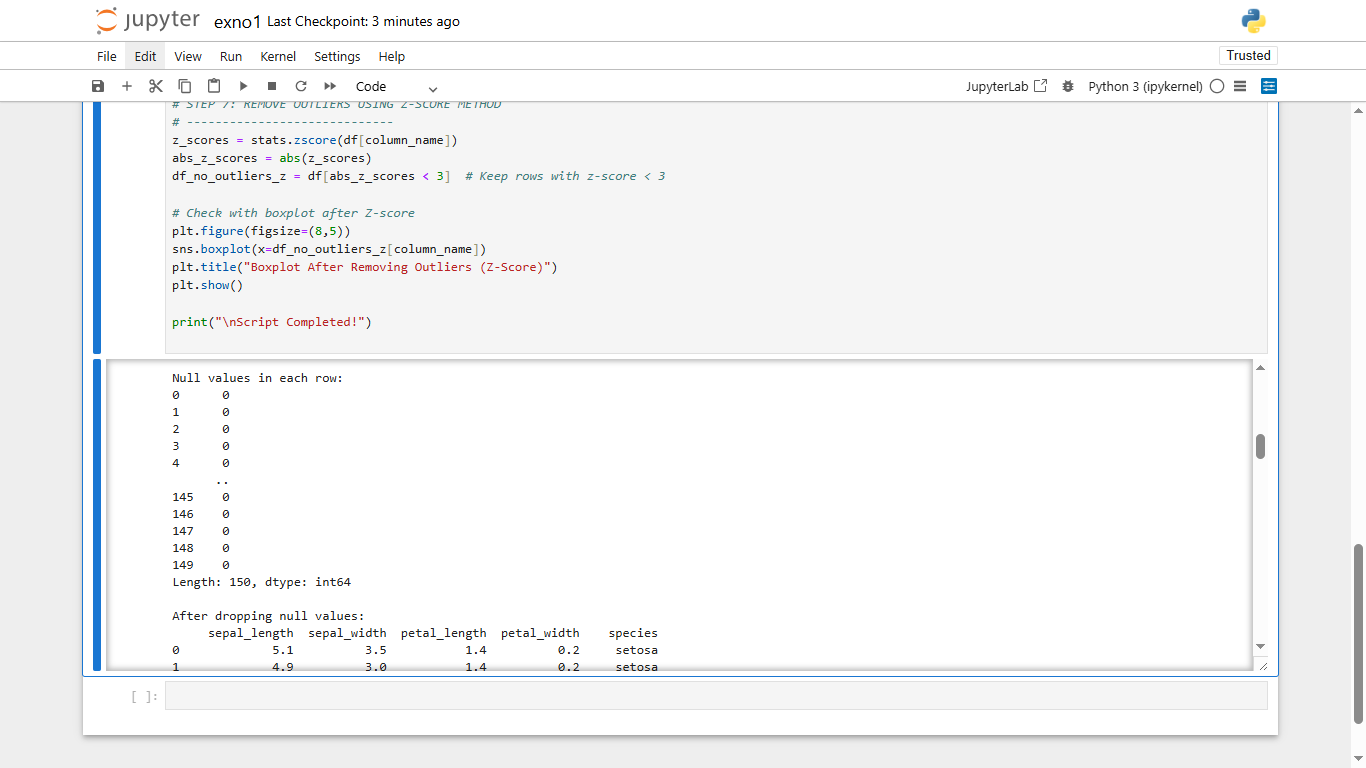 jupyter exno1 Last Checkpoint: 3 minutes ago
File Edit View Run Kernel Settings Help Trusted
Code JupyterLab Python 3 (ipykernel)
# STEP 7: REMOVE OUTLIERS USING Z-SCORE METHOD
# -----------------------------
z_scores = stats.zscore(df[column_name])
abs_z_scores = abs(z_scores)
df_no_outliers_z = df[abs_z_scores < 3]  # Keep rows with z-score < 3
# Check with boxplot after Z-score
plt.figure(figsize=(8,5))
sns.boxplot(x=df_no_outliers_z[column_name])
plt.title("Boxplot After Removing Outliers (Z-Score)")
plt.show()
print("\nScript Completed!")
Null values in each row:
0      0
1      0
2      0
3      0
4      0
..
145    0
146    0
147    0
148    0
149    0
Length: 150, dtype: int64
After dropping null values:
sepal_length  sepal_width  petal_length  petal_width    species
0             5.1          3.5           1.4          0.2     setosa
1             4.9          3.0           1.4          0.2     setosa
[ ]: